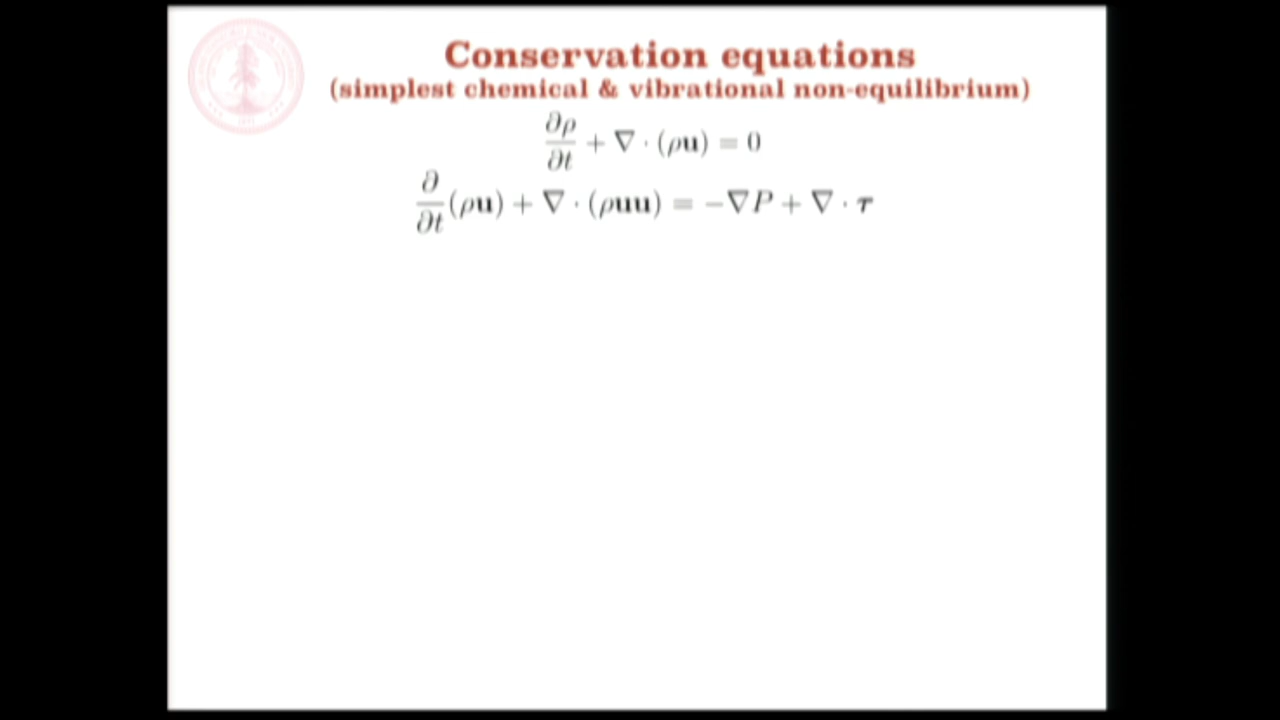 Conservation equations
(simplest chemical & vibrational non-equilibrium)
∂ρ/∂t + ∇ · (ρu) = 0
∂/∂t (ρu) + ∇ · (ρuu) = −∇P + ∇ · τ